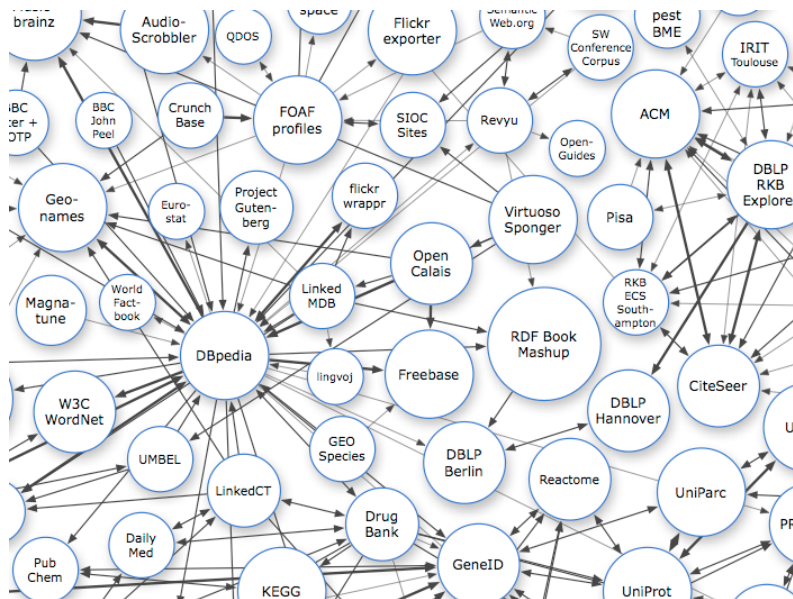 brainz
Audio-
Scrobbler
QDOS
space
Flickr
exporter
Semantic
Web.org
SW
Conference
Corpus
pest
BME
IRIT
Toulouse
BBC
John
Peel
Crunch
Base
FOAF
profiles
SIOC
Sites
Revyu
Open-
Guides
ACM
DBLP
RKB
Explorer
OTP
Geo-
names
Euro-
stat
Project
Guten-
berg
flickr
wrappr
Virtuoso
Sponger
Pisa
Open
Calais
Magna-
tune
World
Fact-
book
Linked
MDB
RKB
ECS
South-
ampton
DBpedia
RDF Book
Mashup
lingvoj
Freebase
CiteSeer
W3C
WordNet
DBLP
Hannover
UMBEL
GEO
Species
DBLP
Berlin
Reactome
LinkedCT
UniParc
Drug
Bank
Daily
Med
Pub
Chem
KEGG
GeneID
UniProt